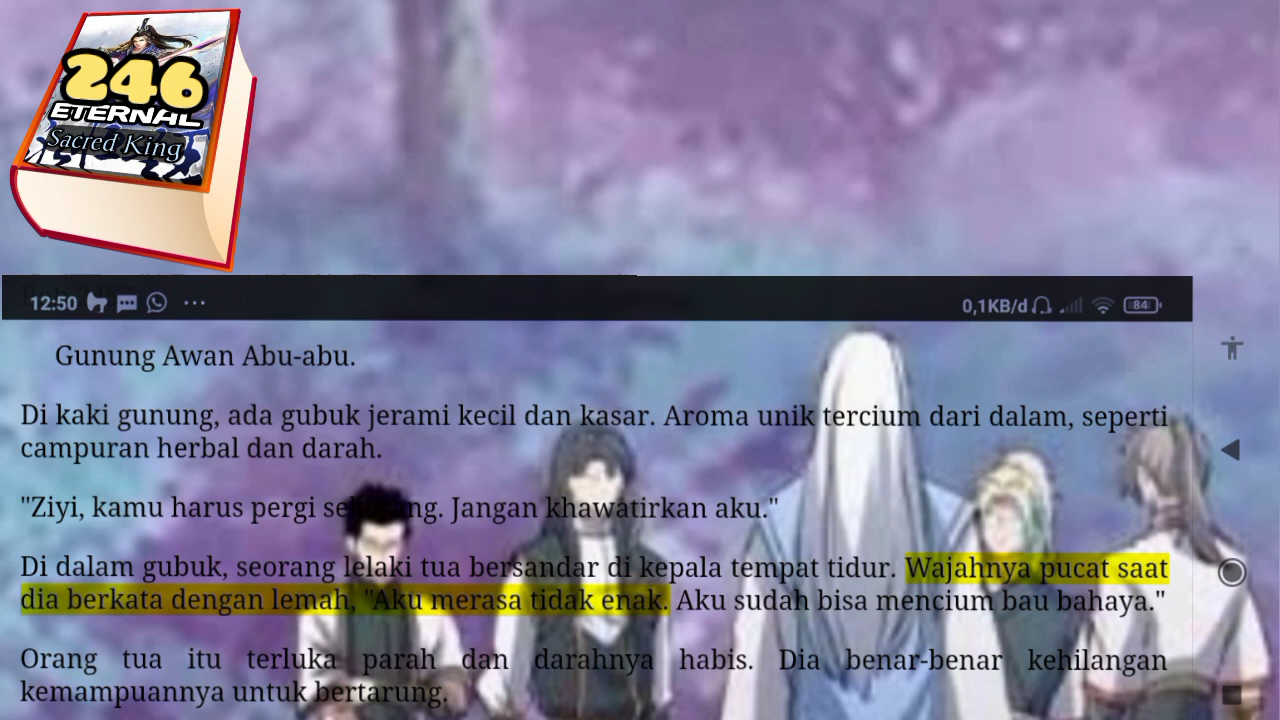 246
ETERNAL
Sacred King
12:50 ... 0,1KB/d 84
Gunung Awan Abu-abu.
Di kaki gunung, ada gubuk jerami kecil dan kasar. Aroma unik tercium dari dalam, seperti
campuran herbal dan darah.
"Ziyi, kamu harus pergi sekarang. Jangan khawatirkan aku."
Di dalam gubuk, seorang lelaki tua bersandar di kepala tempat tidur. Wajahnya pucat saat
dia berkata dengan lemah, "Aku merasa tidak enak. Aku sudah bisa mencium bau bahaya."
Orang tua itu terluka parah dan darahnya habis. Dia benar-benar kehilangan
kemampuannya untuk bertarung.